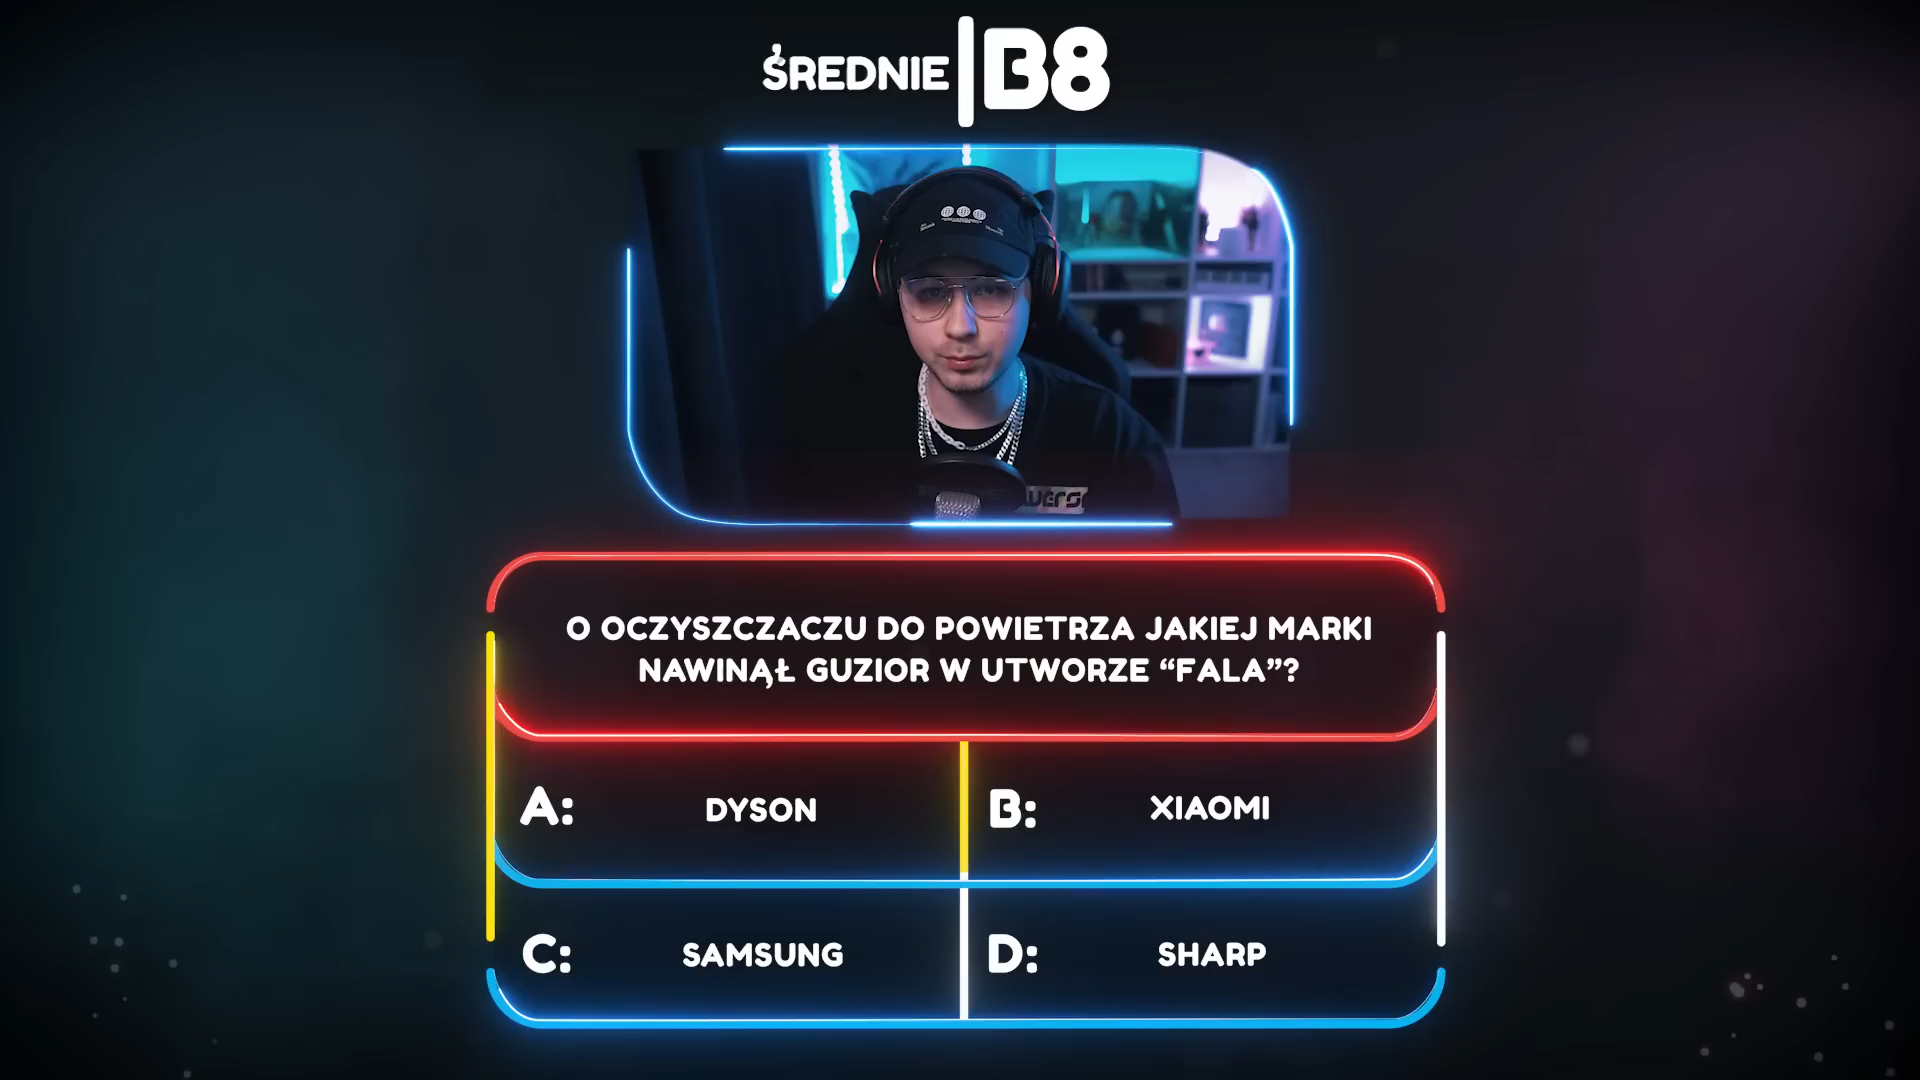 ŚREDNIE
B8
O OCZYSZCZACZU DO POWIETRZA JAKIEJ MARKI
NAWINĄŁ GUZIOR W UTWORZE “FALA”?
A: DYSON
B: XIAOMI
C: SAMSUNG
D: SHARP